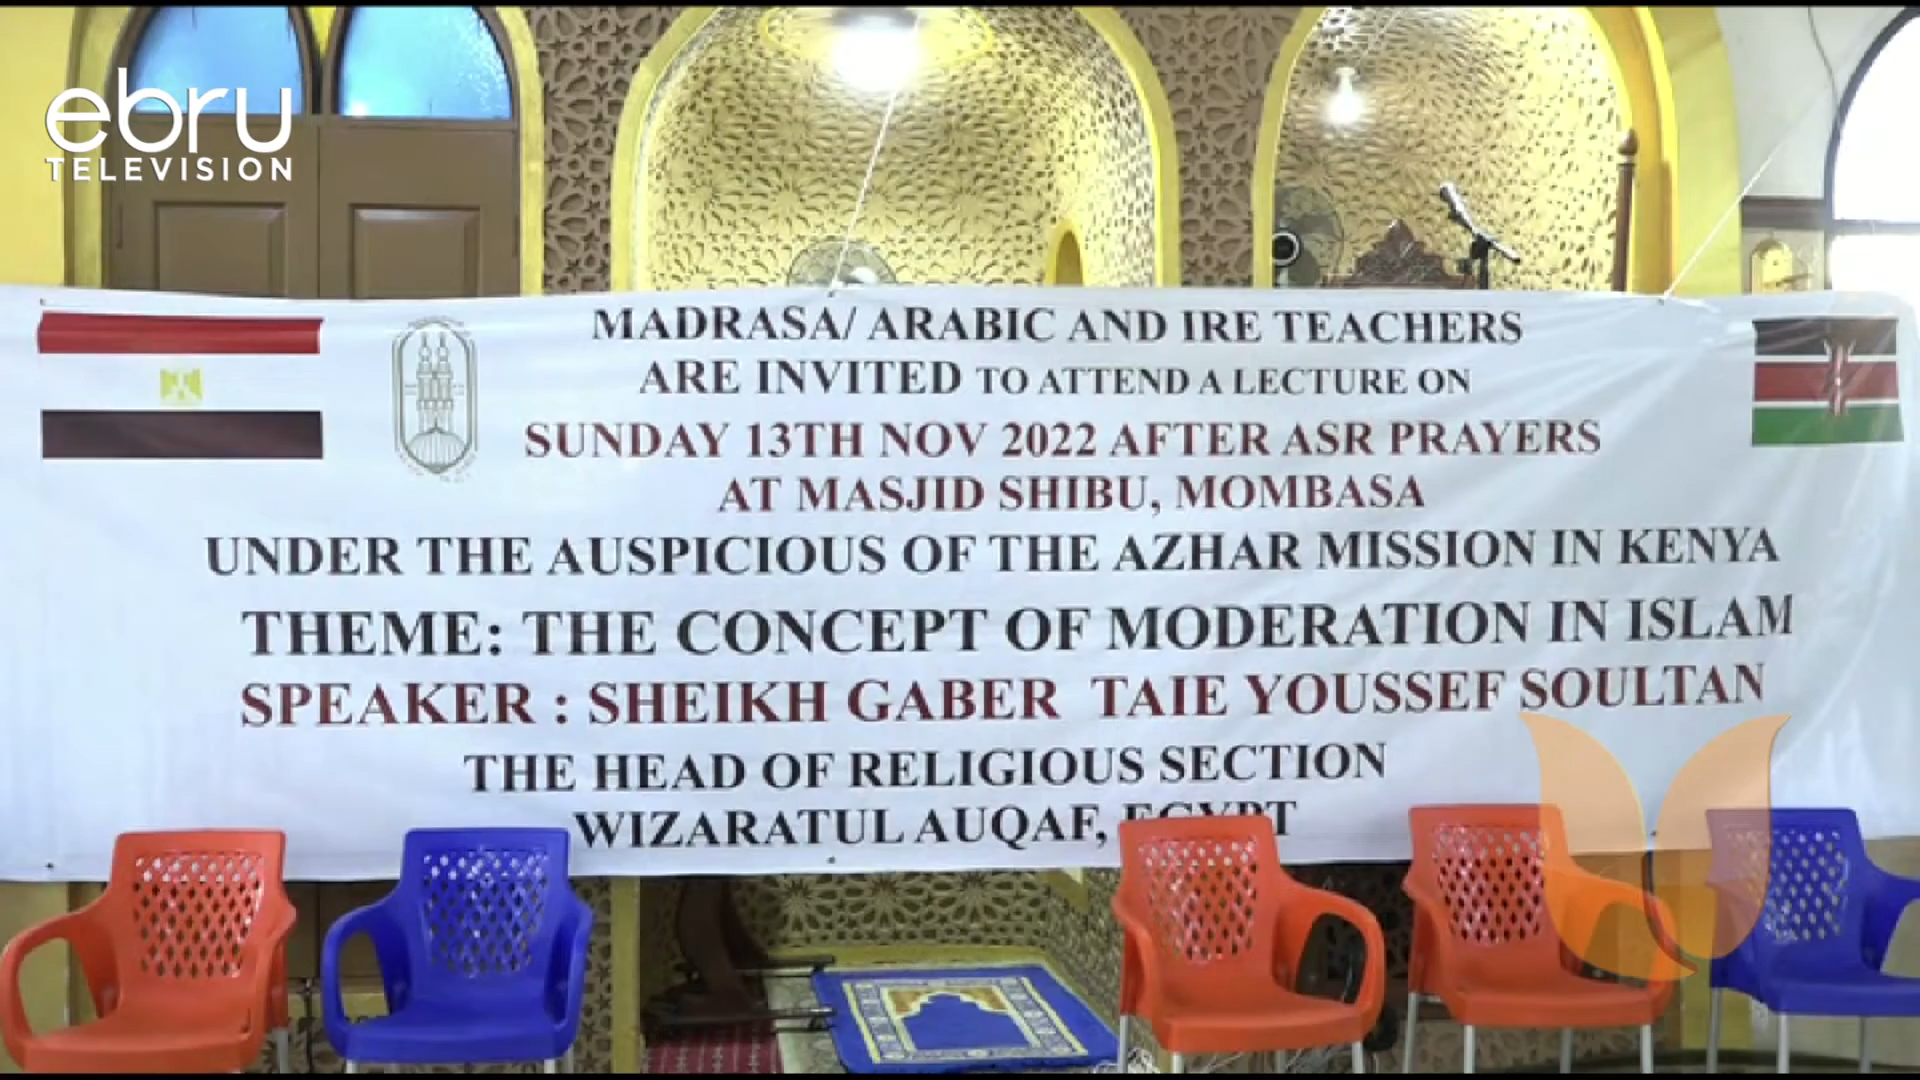 ebru
TELEVISION
MADRASA/ ARABIC AND IRE TEACHERS
ARE INVITED TO ATTEND A LECTURE ON
SUNDAY 13TH NOV 2022 AFTER ASR PRAYERS
AT MASJID SHIBU, MOMBASA
UNDER THE AUSPICIOUS OF THE AZHAR MISSION IN KENYA
THEME: THE CONCEPT OF MODERATION IN ISLAM
SPEAKER : SHEIKH GABER TAIE YOUSSEF SOULTAN
THE HEAD OF RELIGIOUS SECTION
WIZARATUL AUQAF, EGYPT